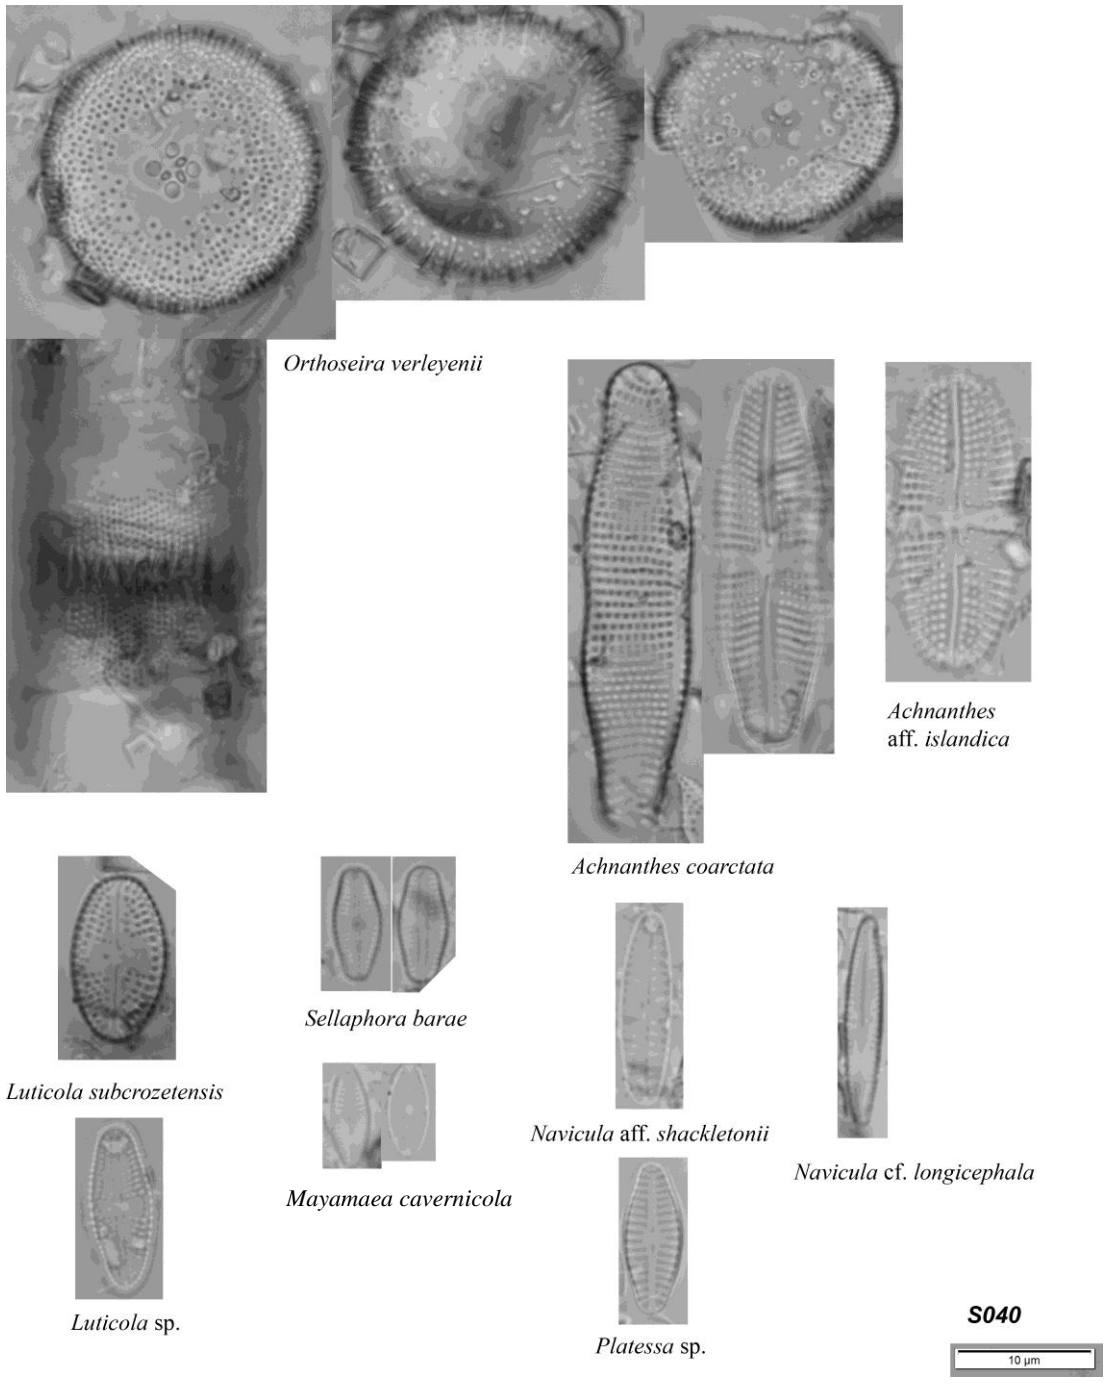 Orthoseira verleyenii
Achnanthes
aff. islandica
Achnanthes coarctata
Sellaphora barae
Luticola subcrozetensis
Navicula aff. shackletonii
Navicula cf. longicephala
Mayamaea cavernicola
Luticola sp.
Platessa sp.
S040
10 µm